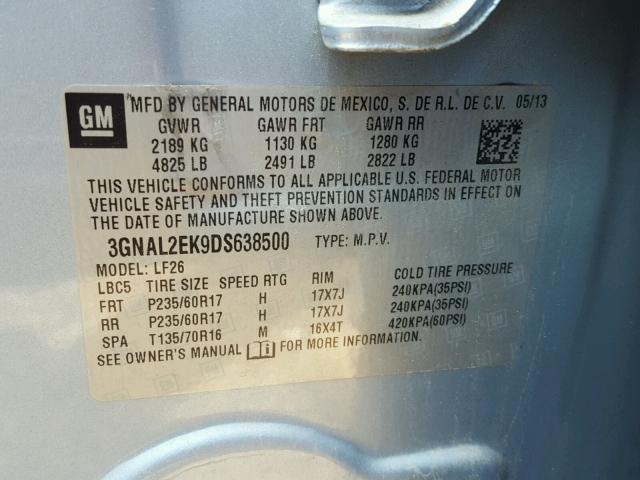 GM
MFD BY GENERAL MOTORS DE MEXICO, S. DE R.L. DE C.V. 05/13
GVWR GAWR FRT GAWR RR
2189 KG 1130 KG 1280 KG
4825 LB 2491 LB 2822 LB
THIS VEHICLE CONFORMS TO ALL APPLICABLE U.S. FEDERAL MOTOR
VEHICLE SAFETY AND THEFT PREVENTION STANDARDS IN EFFECT ON
THE DATE OF MANUFACTURE SHOWN ABOVE.
3GNAL2EK9DS638500 TYPE: M.P.V.
MODEL: LF26
LBC5 TIRE SIZE SPEED RTG RIM COLD TIRE PRESSURE
FRT P235/60R17 H 17X7J 240KPA(35PSI)
RR P235/60R17 H 17X7J 240KPA(35PSI)
SPA T135/70R16 M 16X4T 420KPA(60PSI)
SEE OWNER'S MANUAL FOR MORE INFORMATION.